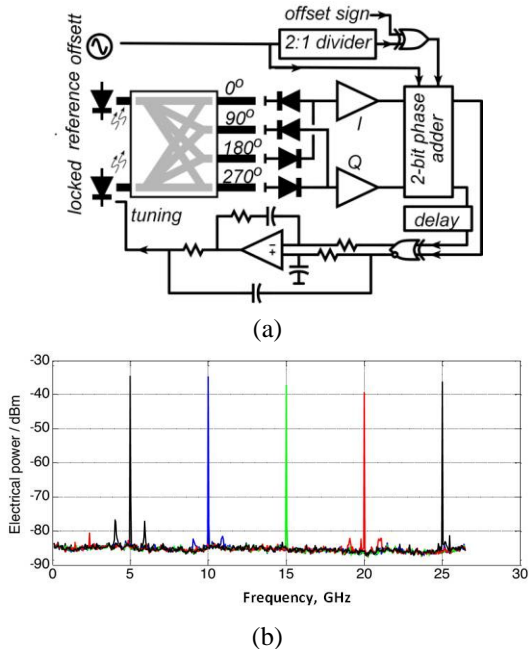 offset sign
offsett
2:1 divider
reference
locked
0°
90°
180°
270°
I
Q
2-bit phase
adder
delay
tuning
(a)
-30
-40
-50
-60
-70
-80
-90
Electrical power / dBm
0
5
10
15
20
25
30
Frequency, GHz
(b)